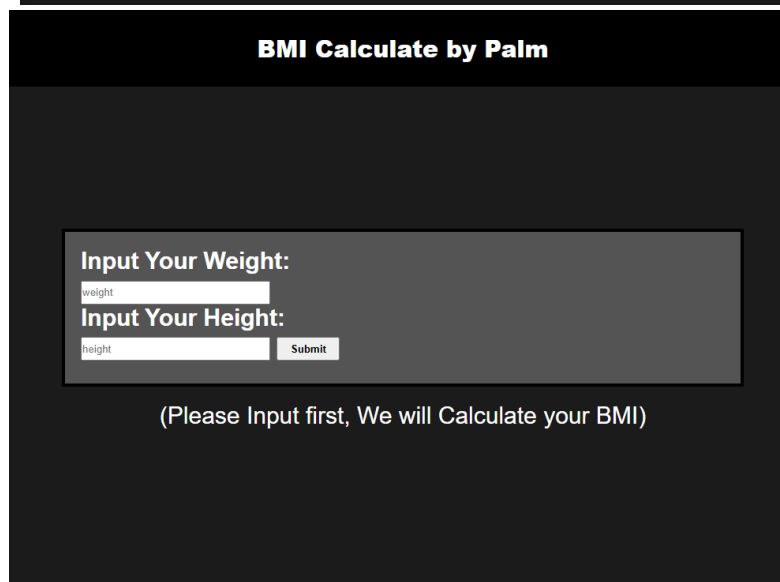 BMI Calculate by Palm
Input Your Weight:
weight
Input Your Height:
height
Submit
(Please Input first, We will Calculate your BMI)